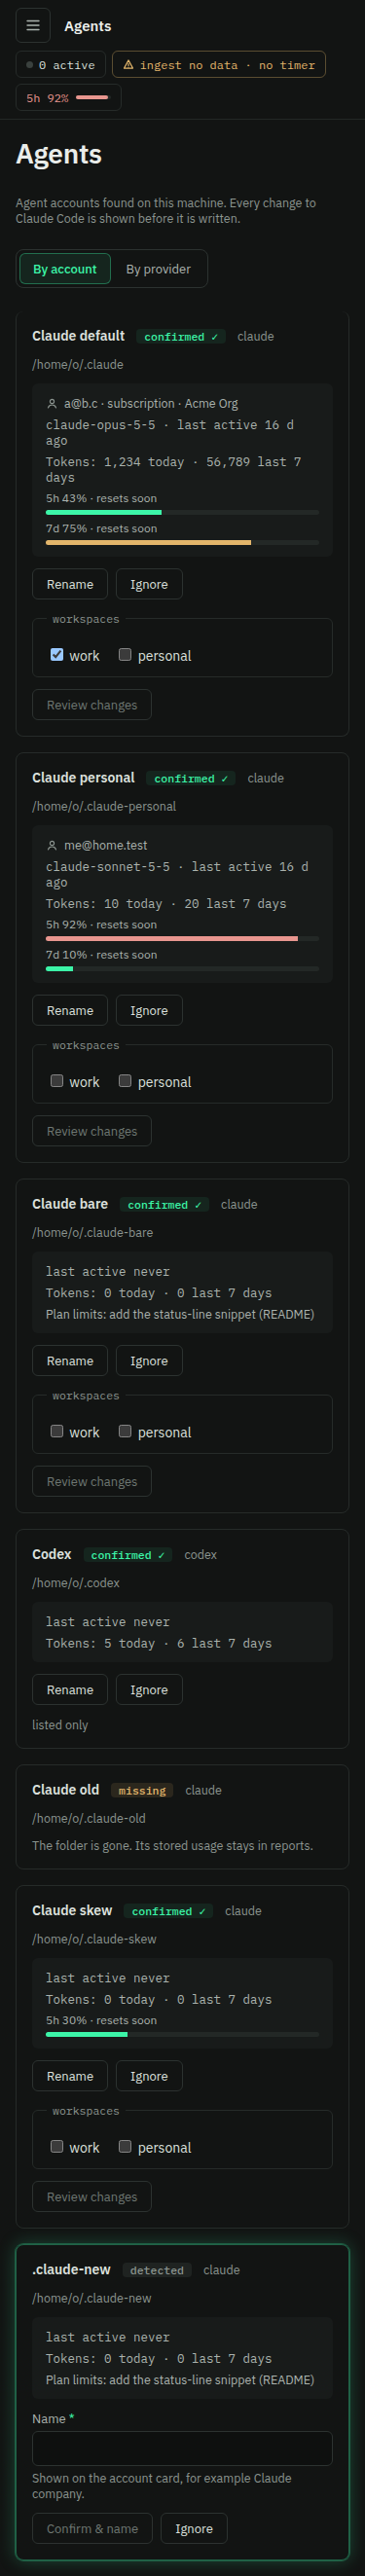 Agents
0 active
⚠ ingest no data · no timer
5h 92%
Agents
Agent accounts found on this machine. Every change to
Claude Code is shown before it is written.
By account
By provider
Claude default confirmed ✓ claude
/home/o/.claude
a@b.c · subscription · Acme Org
claude-opus-5-5 · last active 16 d
ago
Tokens: 1,234 today · 56,789 last 7
days
5h 43% · resets soon
7d 75% · resets soon
Rename
Ignore
Workspaces
work
personal
Review changes
Claude personal confirmed ✓ claude
/home/o/.claude-personal
me@home.test
claude-sonnet-5-5 · last active 16 d
ago
Tokens: 10 today · 20 last 7 days
5h 92% · resets soon
7d 10% · resets soon
Rename
Ignore
Workspaces
work
personal
Review changes
Claude bare confirmed ✓ claude
/home/o/.claude-bare
last active never
Tokens: 0 today · 0 last 7 days
Plan limits: add the status-line snippet (README)
Rename
Ignore
Workspaces
work
personal
Review changes
Codex confirmed ✓ codex
/home/o/.codex
last active never
Tokens: 5 today · 6 last 7 days
Rename
Ignore
listed only
Claude old missing claude
/home/o/.claude-old
The folder is gone. Its stored usage stays in reports.
Claude skew confirmed ✓ claude
/home/o/.claude-skew
last active never
Tokens: 0 today · 0 last 7 days
5h 30% · resets soon
Rename
Ignore
Workspaces
work
personal
Review changes
.claude-new detected claude
/home/o/.claude-new
last active never
Tokens: 0 today · 0 last 7 days
Plan limits: add the status-line snippet (README)
Name *
Shown on the account card, for example Claude
company.
Confirm & name
Ignore